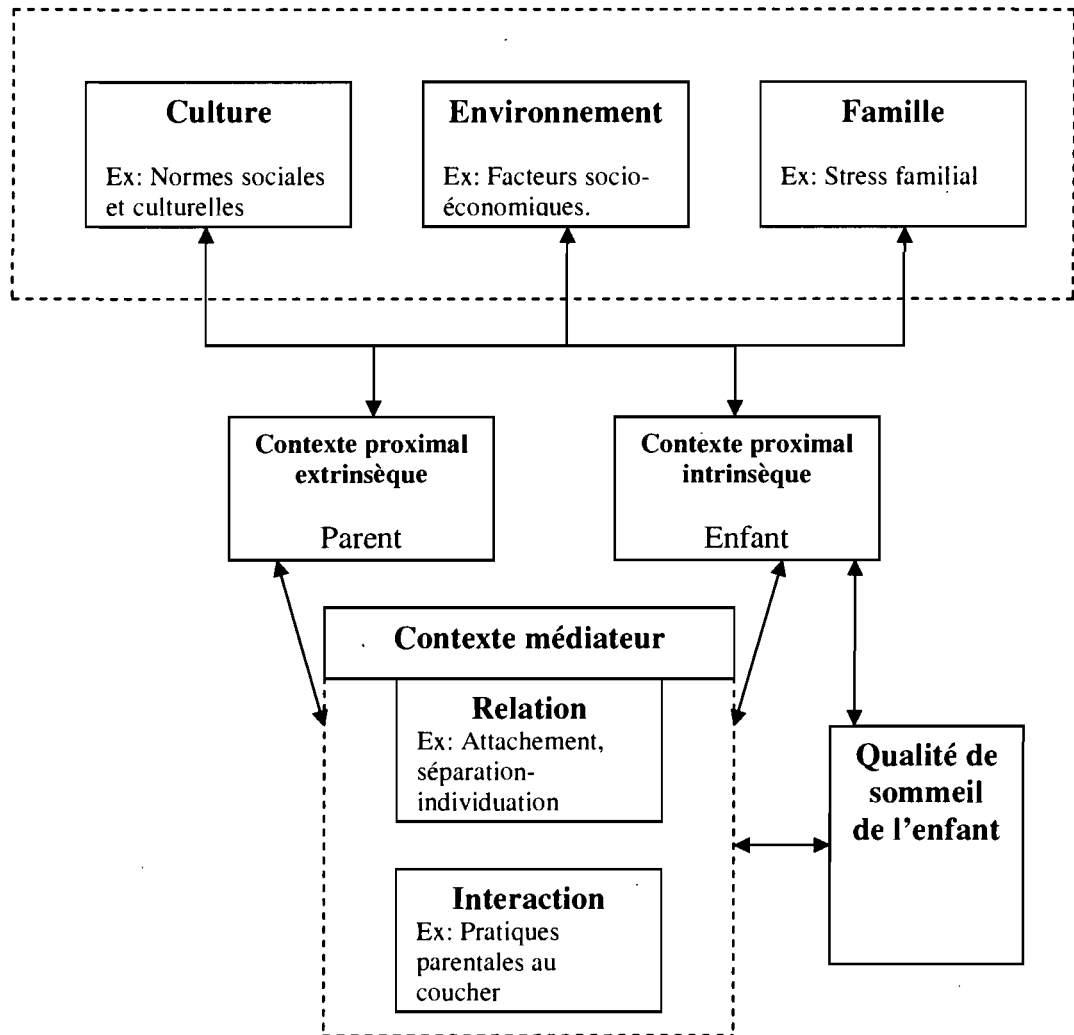 Culture
Ex: Normes sociales
et culturelles
Environnement
Ex: Facteurs socio-
économiques.
Famille
Ex: Stress familial
Contexte proximal
extrinsèque
Parent
Contexte proximal
intrinsèque
Enfant
Contexte médiateur
Relation
Ex: Attachement,
séparation-
individuation
Interaction
Ex: Pratiques
parentales au
coucher
Qualité de
sommeil
de l'enfant